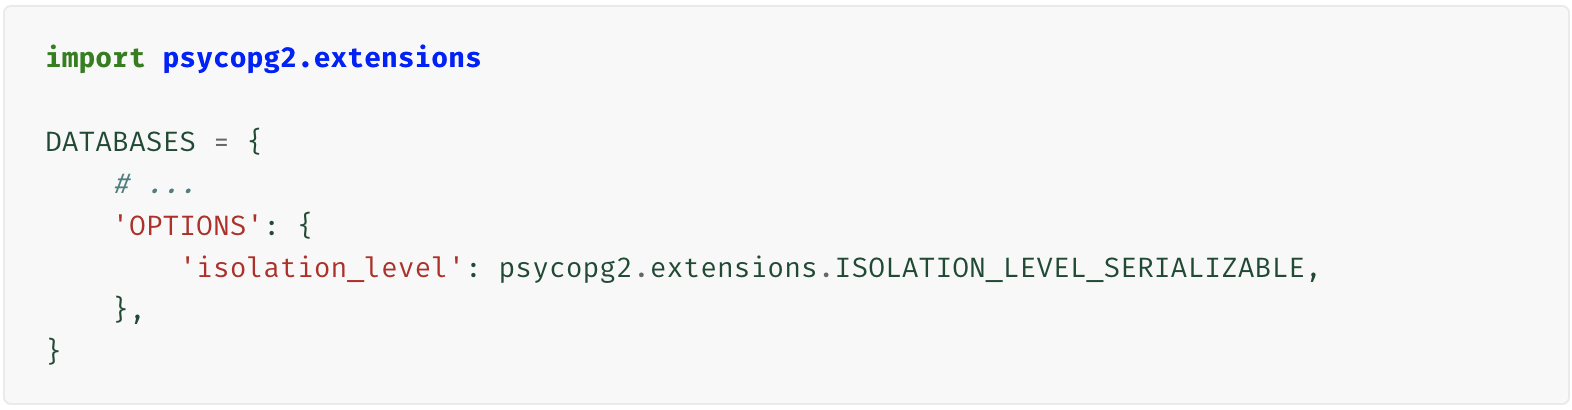 import psycopg2.extensions

DATABASES = {
    # ...
    'OPTIONS': {
        'isolation_level': psycopg2.extensions.ISOLATION_LEVEL_SERIALIZABLE,
    },
}